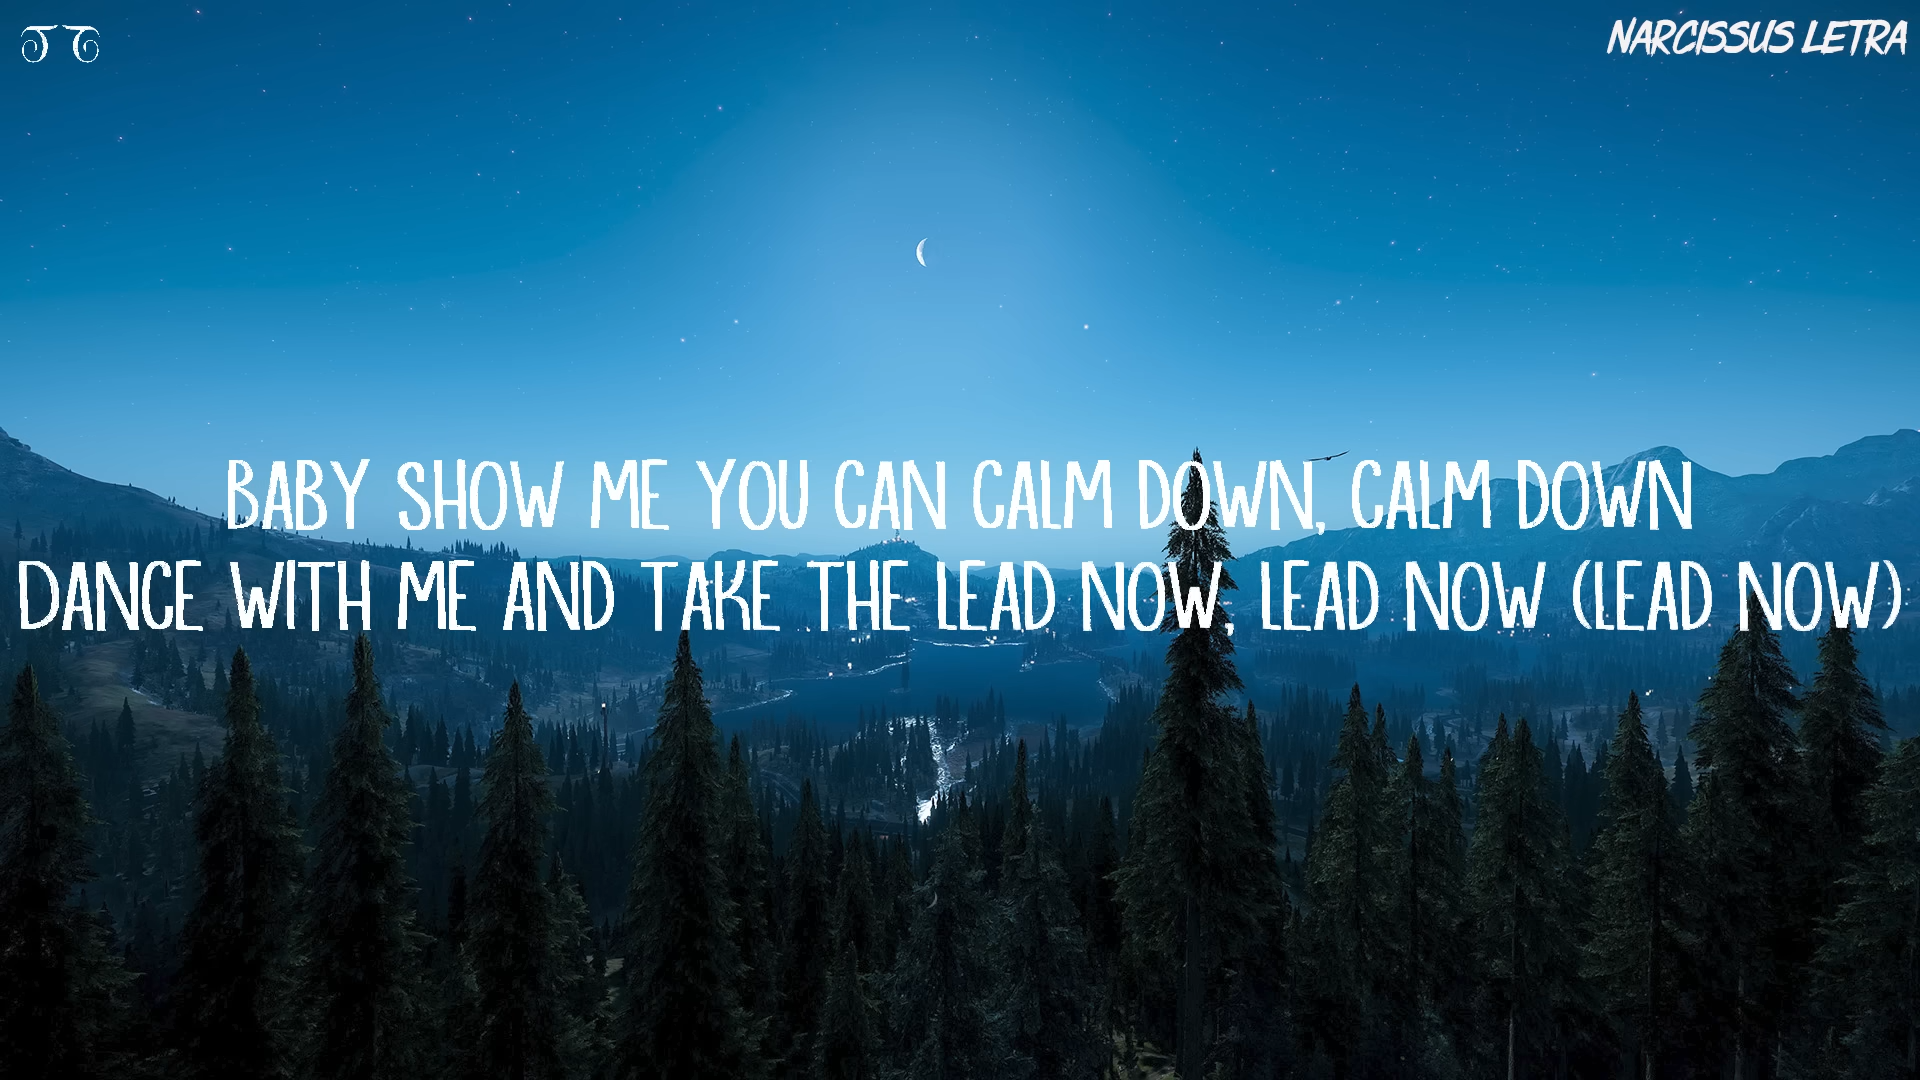 NARCISSUS LETRA
BABY SHOW ME YOU CAN CALM DOWN, CALM DOWN
DANCE WITH ME AND TAKE THE LEAD NOW, LEAD NOW (LEAD NOW)